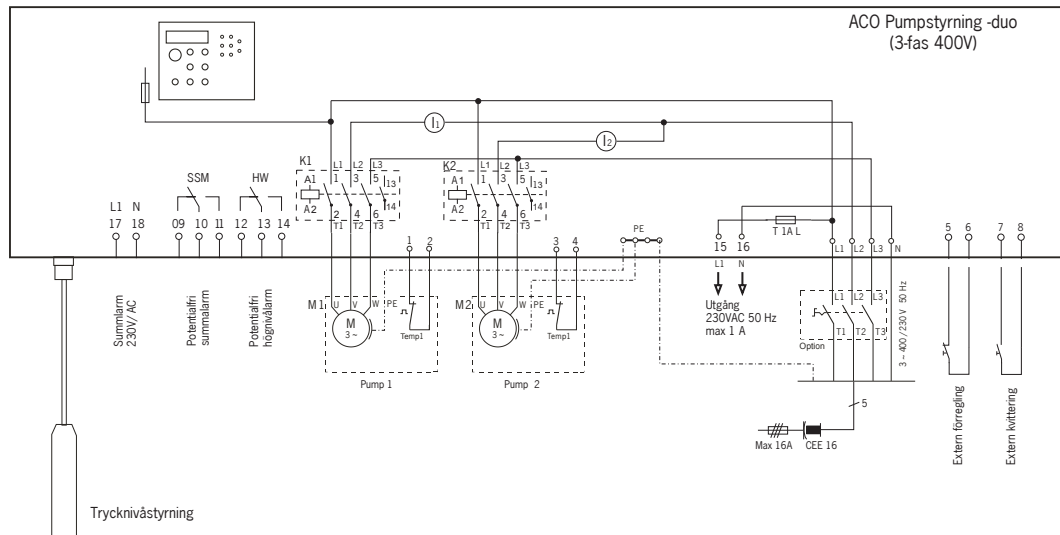 ACO Pumpstyrning -duo
(3-fas 400V)
I1
I2
K1
L1 L2 L3
A1 1 3 5 13
A2 2 4 6 14
T1 T2 T3
K2
L1 L2 L3
A1 1 3 5 13
A2 2 4 6 14
T1 T2 T3
SSM
HW
L1 N
17 18 09 10 11 12 13 14
1 2
3 4
PE
T 1A L
15 16
L1 N
L1 L2 L3 N
5 6 7 8
Summlarm
230V/ AC
Potentialfri
summalarm
Potentialfri
högnivålarm
M1 U V W PE
M
3 ~
Temp1
Pump 1
M2 U V W PE
M
3 ~
Temp1
Pump 2
Utgång
230VAC 50 Hz
max 1 A
L1 L2 L3
T1 T2 T3
Option
3 ~ 400 / 230 V 50 Hz
5
Max 16A
CEE 16
Extern förregling
Extern kvittering
Trycknivåstyrning